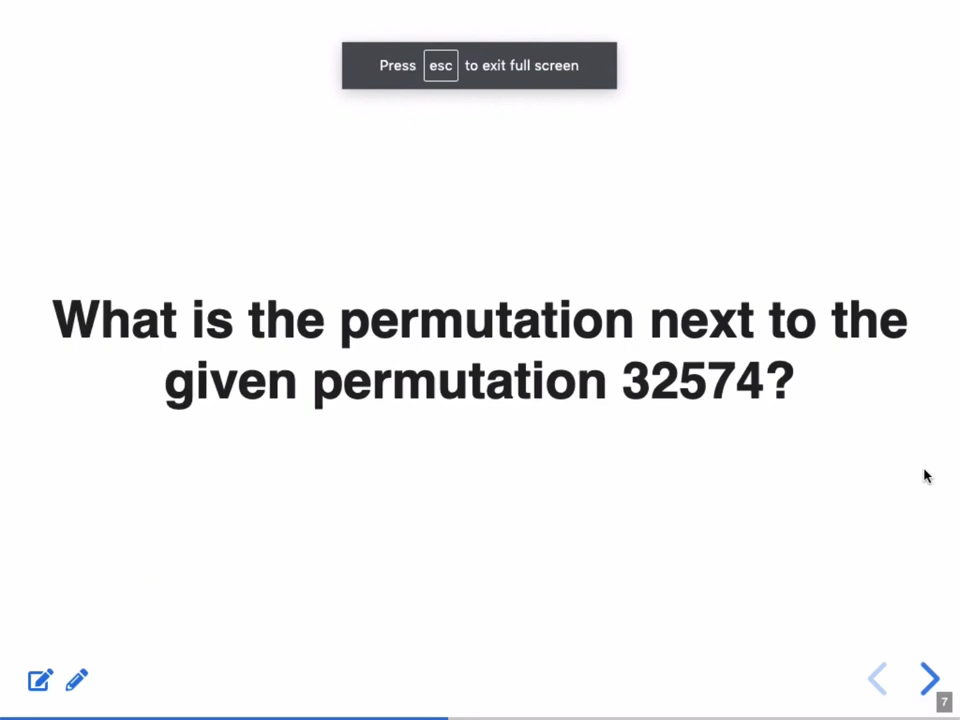 Press esc to exit full screen
What is the permutation next to the
given permutation 32574?
7